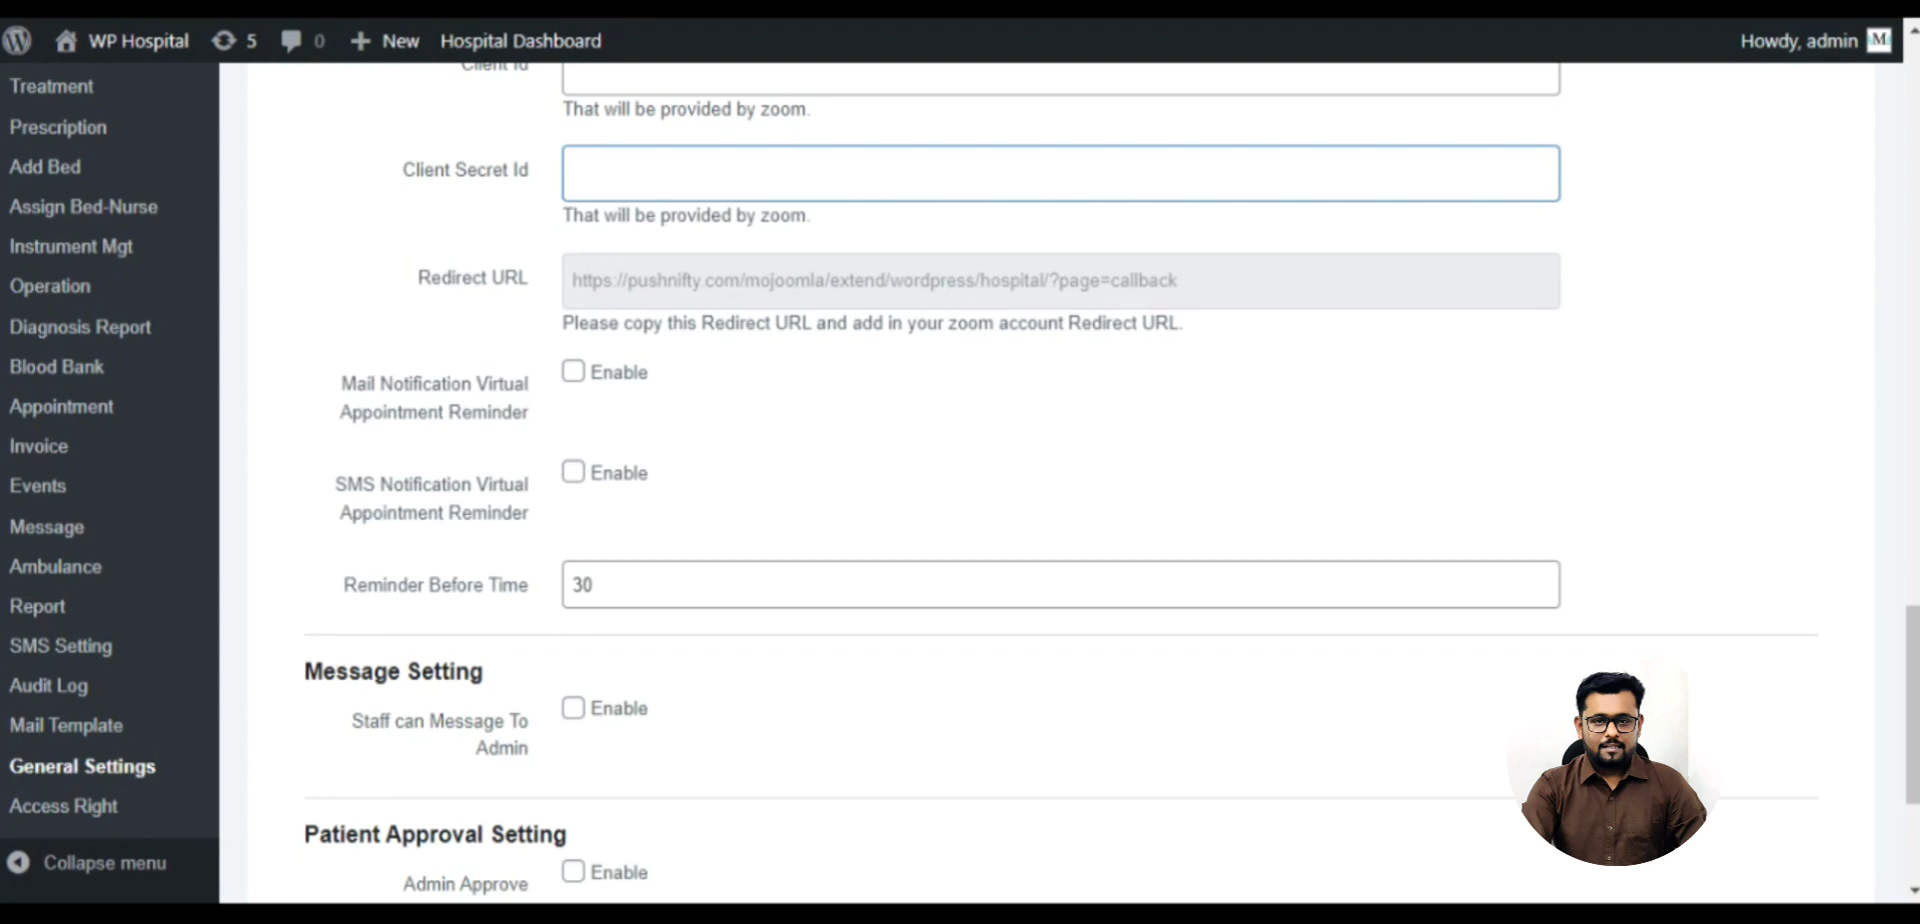 WP Hospital 5 0 New Hospital Dashboard Howdy, admin M
Treatment
Prescription
Add Bed
Assign Bed-Nurse
Instrument Mgt
Operation
Diagnosis Report
Blood Bank
Appointment
Invoice
Events
Message
Ambulance
Report
SMS Setting
Audit Log
Mail Template
General Settings
Access Right
Collapse menu
Client Id
That will be provided by zoom.
Client Secret Id
That will be provided by zoom.
Redirect URL https://pushnifty.com/mojoomla/extend/wordpress/hospital/?page=callback
Please copy this Redirect URL and add in your zoom account Redirect URL.
Mail Notification Virtual Enable
Appointment Reminder
SMS Notification Virtual Enable
Appointment Reminder
Reminder Before Time 30
Message Setting
Staff can Message To Enable
Admin
Patient Approval Setting
Admin Approve Enable